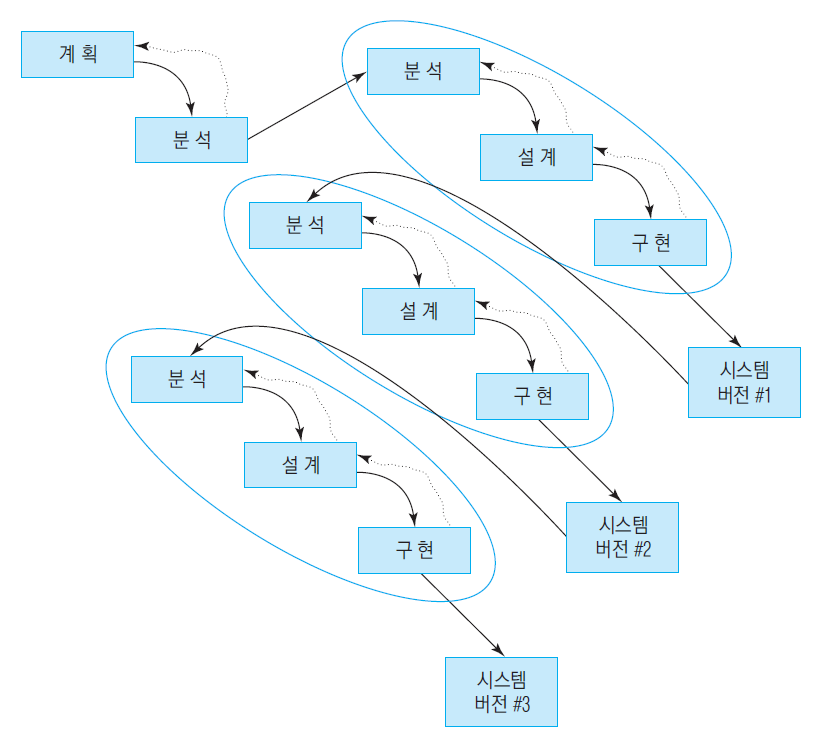 계 획
분 석
분 석
설 계
구 현
시스템
버전 #1
분 석
설 계
구 현
시스템
버전 #2
분 석
설 계
구 현
시스템
버전 #3